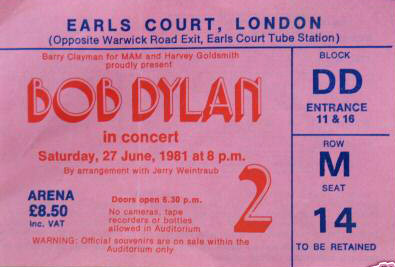 EARLS COURT, LONDON
(Opposite Warwick Road Exit, Earls Court Tube Station)
Barry Clayman for MAM and Harvey Goldsmith
proudly present
BOB DYLAN
in concert
Saturday, 27 June, 1981 at 8 p.m.
By arrangement with Jerry Weintraub
ARENA
£8.50
inc. VAT
Doors open 6.30 p.m.
No cameras, tape
recorders or bottles
allowed in Auditorium
2
WARNING: Official souvenirs are on sale within the
Auditorium only
BLOCK
DD
ENTRANCE
11 & 16
ROW
M
SEAT
14
TO BE RETAINED